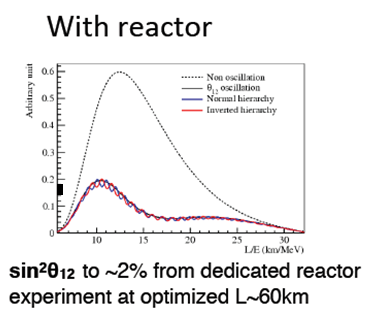 With reactor
Arbitrary unit
0.6
0.5
0.4
0.3
0.2
0.1
0
10
15
20
25
30
L/E (km/MeV)
Non oscillation
θ₁₂ oscillation
Normal hierarchy
Inverted hierarchy
sin²θ₁₂ to ~2% from dedicated reactor
experiment at optimized L~60km